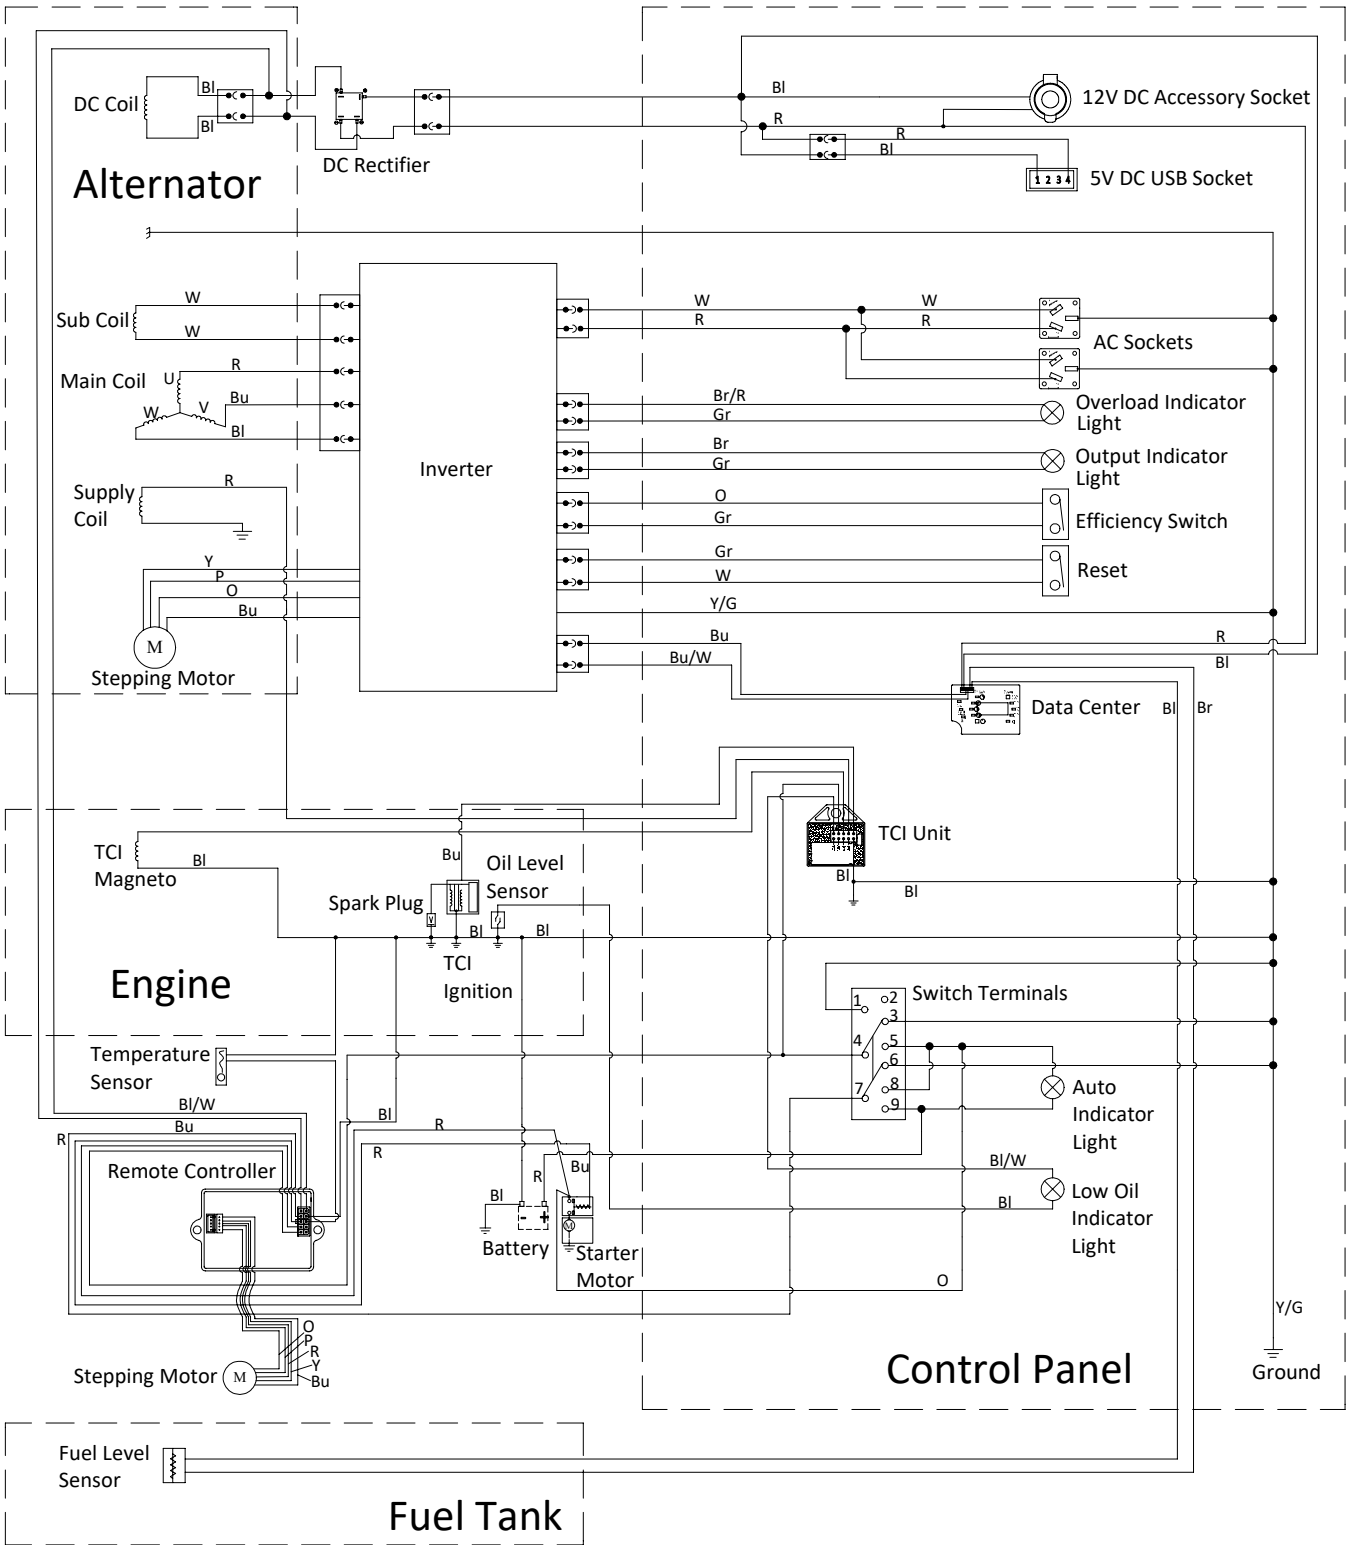 DC Coil
Bl
Bl
DC Rectifier
Alternator
Bl
R
R
Bl
12V DC Accessory Socket
1 2 3 4
5V DC USB Socket
Sub Coil
W
W
Main Coil
U
R
W
V
Bu
Bl
Supply
Coil
R
Y
P
O
Bu
M
Stepping Motor
Inverter
W
W
R
R
AC Sockets
Br/R
Gr
Overload Indicator
Light
Br
Gr
Output Indicator
Light
O
Gr
Efficiency Switch
Gr
W
Reset
Y/G
Bu
Bu/W
R
Bl
Data Center
Bl
Br
TCI Unit
Bl
Bl
TCI
Magneto
Bl
Bu
Oil Level
Sensor
Spark Plug
Bl
Bl
TCI
Ignition
Engine
Switch Terminals
1
2
3
4
5
6
7
8
9
Temperature
Sensor
Bl/W
Bu
R
Bl
R
R
Auto
Indicator
Light
Remote Controller
Bu
R
Bl
- +
Battery
M
Starter
Motor
Bl/W
Bl
Low Oil
Indicator
Light
O
Y/G
O
P
R
Y
Bu
Stepping Motor
M
Control Panel
Ground
Fuel Level
Sensor
Fuel Tank